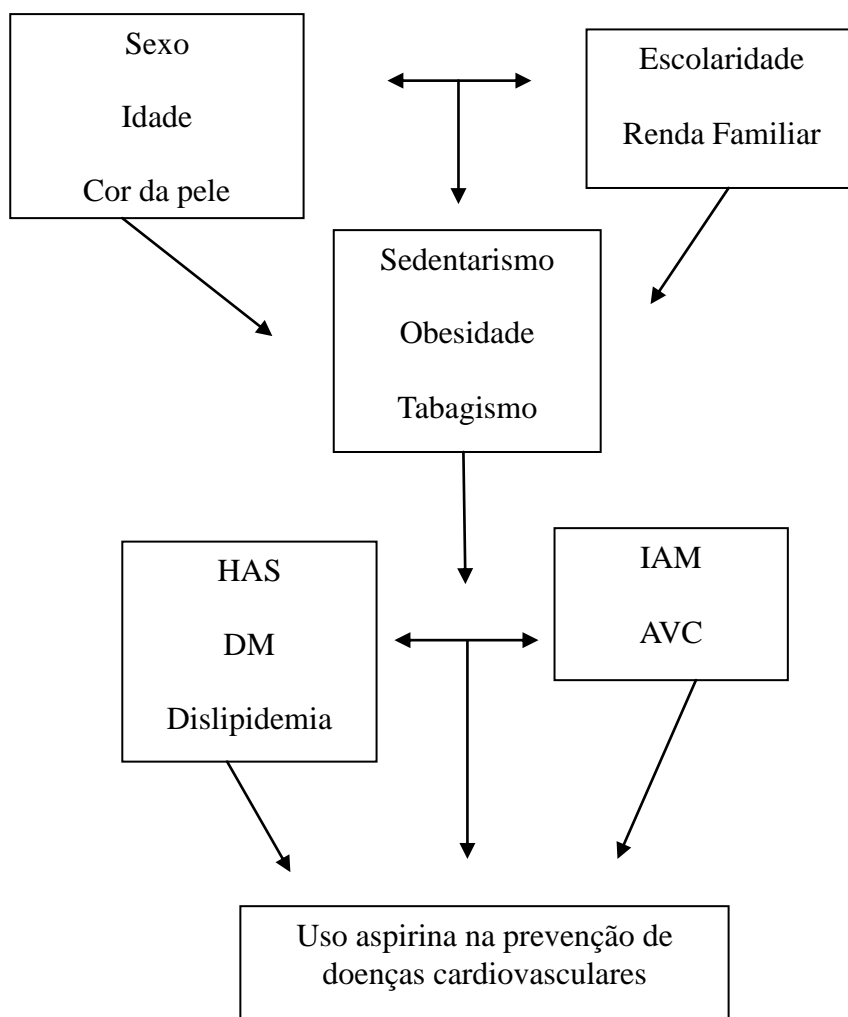 Sexo
Idade
Cor da pele
Escolaridade
Renda Familiar
Sedentarismo
Obesidade
Tabagismo
HAS
DM
Dislipidemia
IAM
AVC
Uso aspirina na prevenção de
doenças cardiovasculares